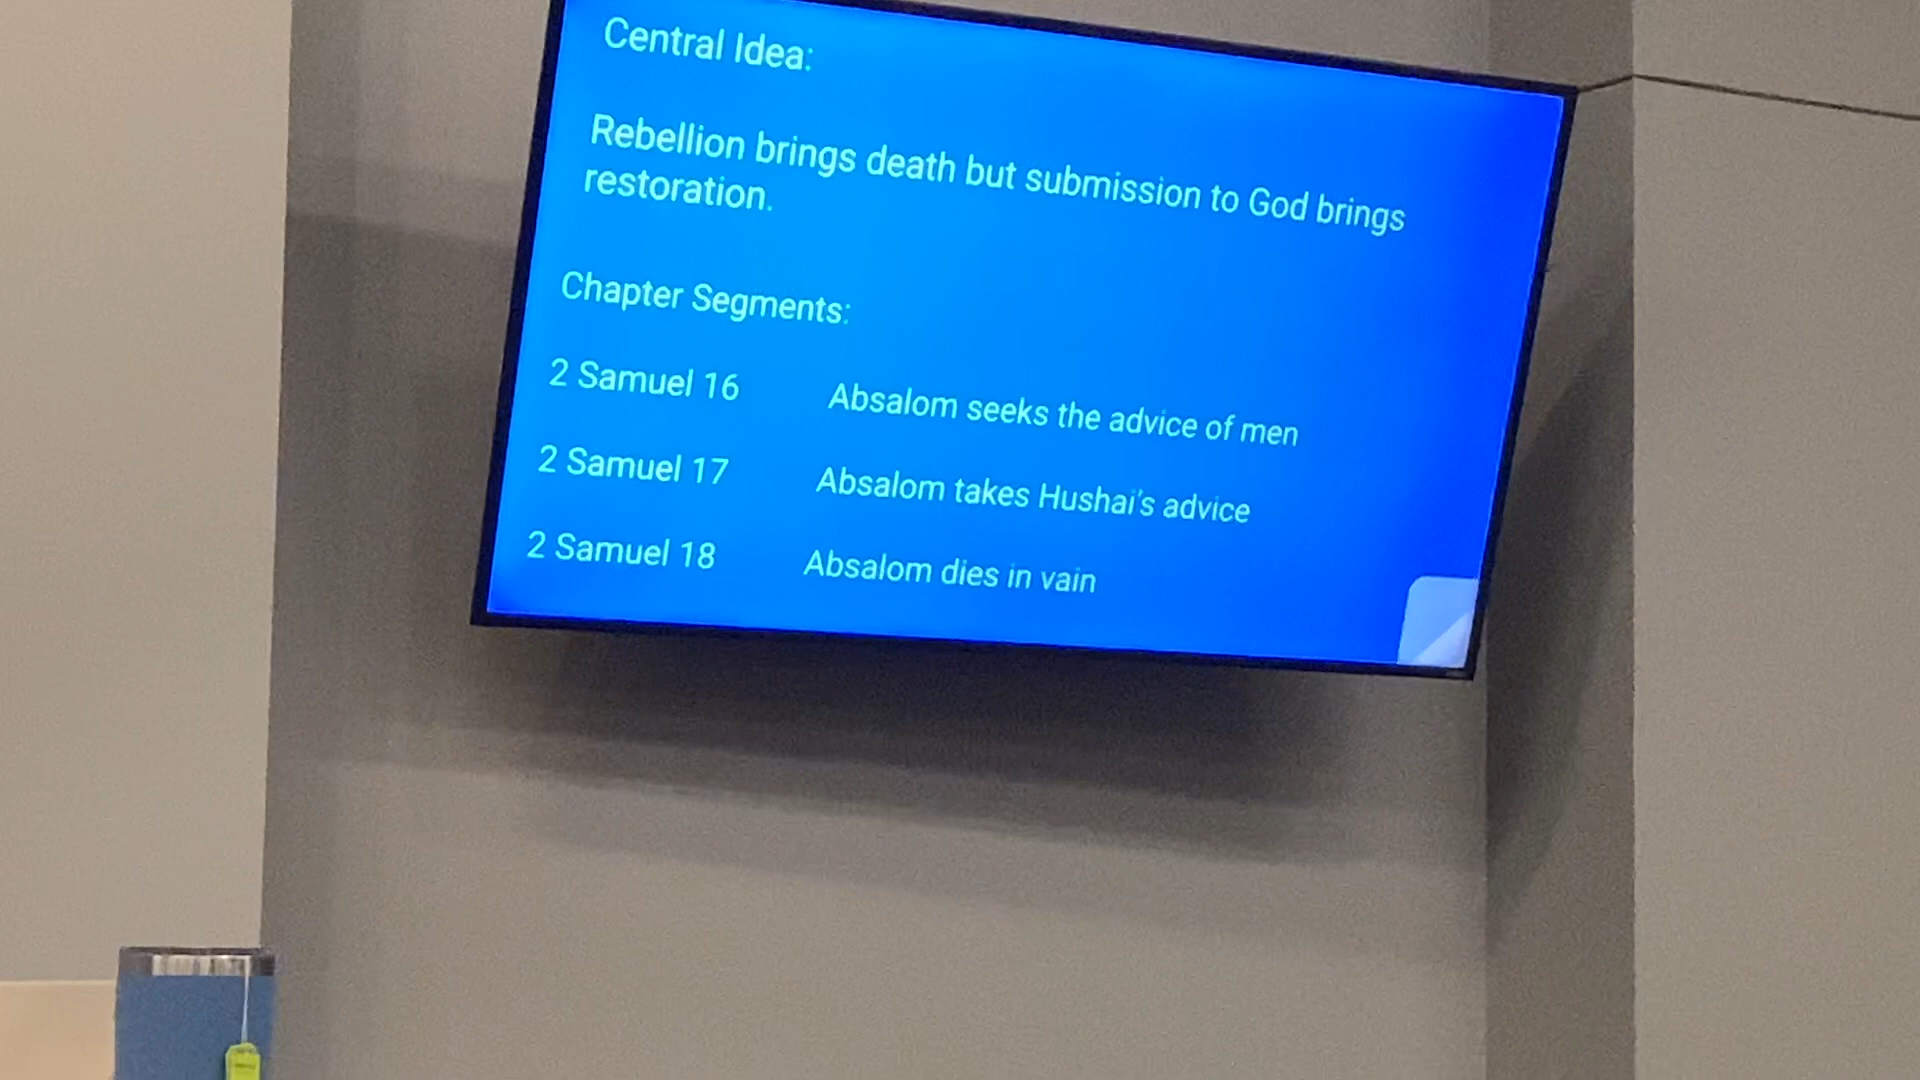 Central Idea:
Rebellion brings death but submission to God brings
restoration.
Chapter Segments:
2 Samuel 16 Absalom seeks the advice of men
2 Samuel 17 Absalom takes Hushai's advice
2 Samuel 18 Absalom dies in vain